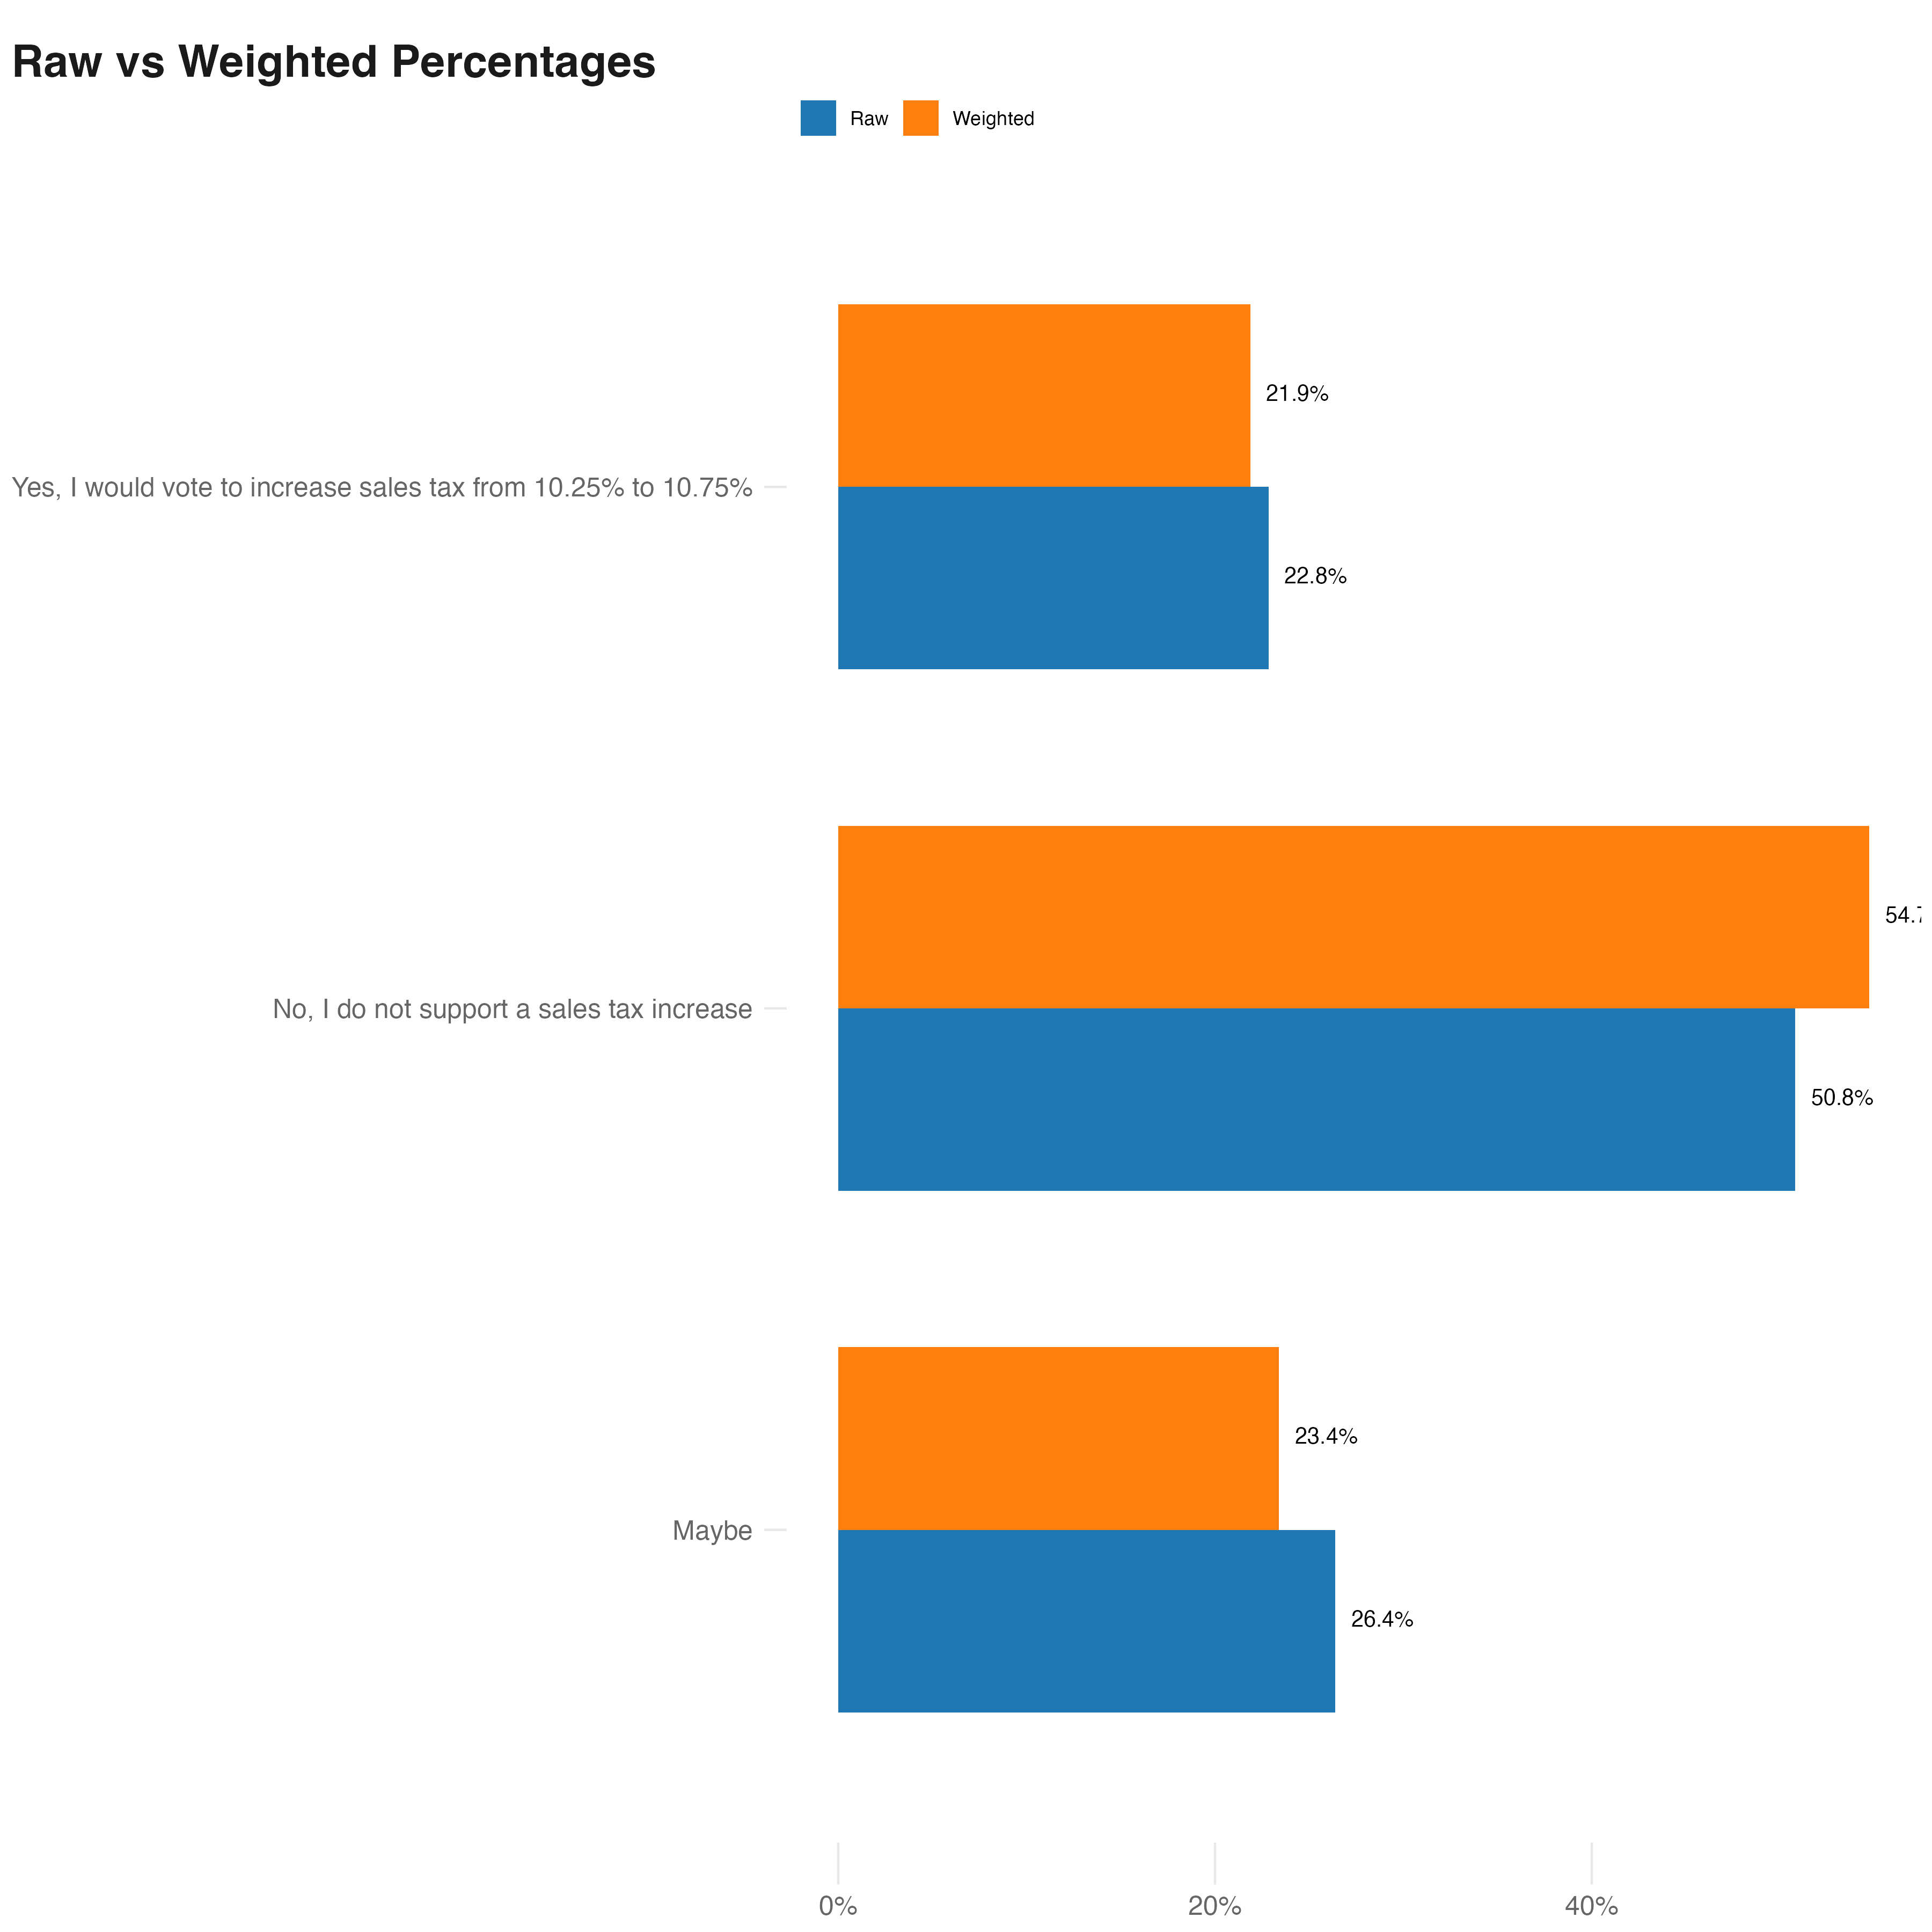 Raw vs Weighted Percentages
Raw Weighted
21.9%
Yes, I would vote to increase sales tax from 10.25% to 10.75%
22.8%
54.7
No, I do not support a sales tax increase
50.8%
23.4%
Maybe
26.4%
0% 20% 40%